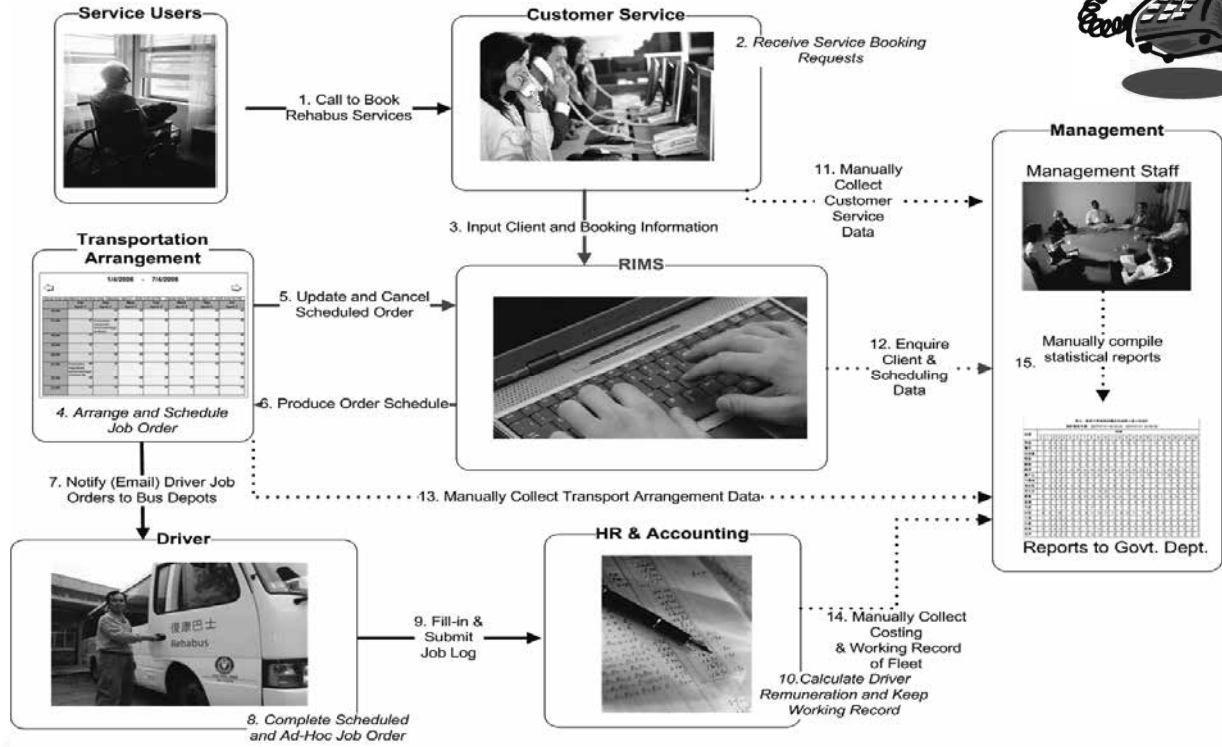 Service Users
Customer Service
2. Receive Service Booking
Requests
1. Call to Book
Rehabus Services
Management
Management Staff
11. Manually
Collect
Customer
Service
Data
3. Input Client and Booking Information
Transportation
Arrangement
1/4/2006 - 7/4/2006
RIMS
5. Update and Cancel
Scheduled Order
12. Enquire
Client &
Scheduling
Data
15.
Manually compile
statistical reports
6. Produce Order Schedule
4. Arrange and Schedule
Job Order
7. Notify (Email) Driver Job
Orders to Bus Depots
13. Manually Collect Transport Arrangement Data
Reports to Govt. Dept.
Driver
復康巴士
Rehabus
HR & Accounting
9. Fill-in &
Submit
Job Log
14. Manually Collect
Costing
& Working Record
of Fleet
10.Calculate Driver
Remuneration and Keep
Working Record
8. Complete Scheduled
and Ad-Hoc Job Order